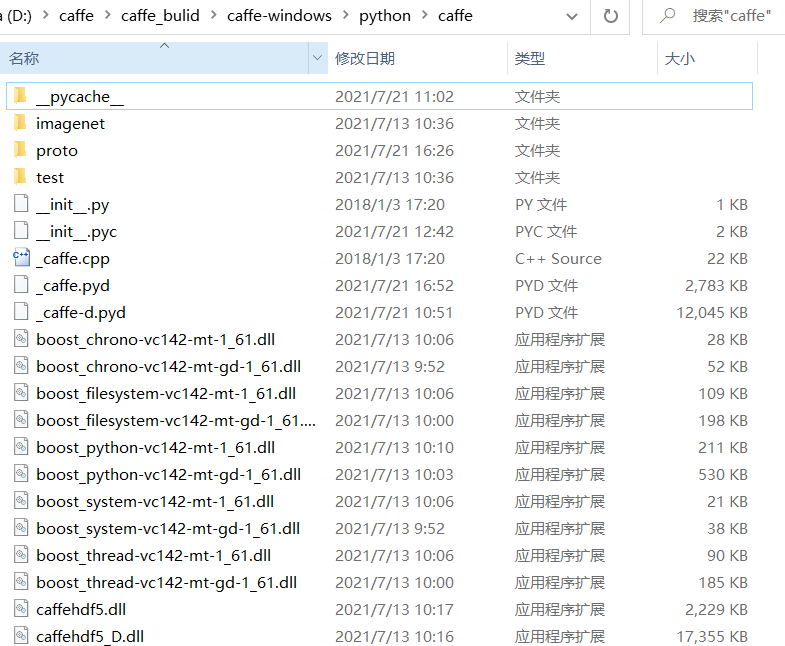 a (D:) > caffe > caffe_bulid > caffe-windows > python > caffe 搜索"caffe"
名称 修改日期 类型 大小
__pycache__ 2021/7/21 11:02 文件夹
imagenet 2021/7/13 10:36 文件夹
proto 2021/7/21 16:26 文件夹
test 2021/7/13 10:36 文件夹
__init__.py 2018/1/3 17:20 PY 文件 1 KB
__init__.pyc 2021/7/21 12:42 PYC 文件 2 KB
_caffe.cpp 2018/1/3 17:20 C++ Source 22 KB
_caffe.pyd 2021/7/21 16:52 PYD 文件 2,783 KB
_caffe-d.pyd 2021/7/21 10:51 PYD 文件 12,045 KB
boost_chrono-vc142-mt-1_61.dll 2021/7/13 10:06 应用程序扩展 28 KB
boost_chrono-vc142-mt-gd-1_61.dll 2021/7/13 9:52 应用程序扩展 52 KB
boost_filesystem-vc142-mt-1_61.dll 2021/7/13 10:06 应用程序扩展 109 KB
boost_filesystem-vc142-mt-gd-1_61.... 2021/7/13 10:00 应用程序扩展 198 KB
boost_python-vc142-mt-1_61.dll 2021/7/13 10:10 应用程序扩展 211 KB
boost_python-vc142-mt-gd-1_61.dll 2021/7/13 10:03 应用程序扩展 530 KB
boost_system-vc142-mt-1_61.dll 2021/7/13 10:06 应用程序扩展 21 KB
boost_system-vc142-mt-gd-1_61.dll 2021/7/13 9:52 应用程序扩展 38 KB
boost_thread-vc142-mt-1_61.dll 2021/7/13 10:06 应用程序扩展 90 KB
boost_thread-vc142-mt-gd-1_61.dll 2021/7/13 10:00 应用程序扩展 185 KB
caffehdf5.dll 2021/7/13 10:17 应用程序扩展 2,229 KB
caffehdf5_D.dll 2021/7/13 10:16 应用程序扩展 17,355 KB